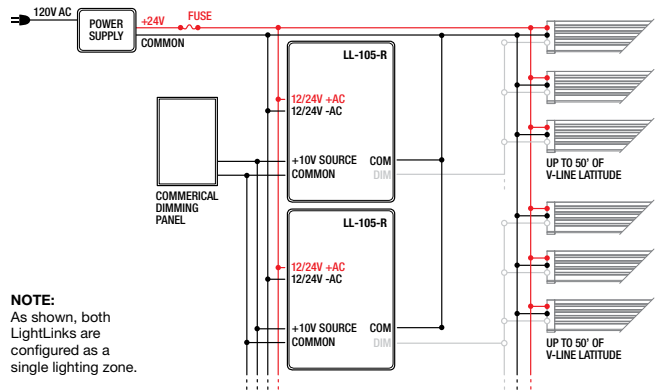 120V AC
POWER
SUPPLY
+24V
COMMON
FUSE
LL-105-R
12/24V +AC
12/24V -AC
+10V SOURCE
COMMON
COM
DIM
COMMERICAL
DIMMING
PANEL
UP TO 50' OF
V-LINE LATITUDE
LL-105-R
12/24V +AC
12/24V -AC
+10V SOURCE
COMMON
COM
DIM
UP TO 50' OF
V-LINE LATITUDE
NOTE:
As shown, both
LightLinks are
configured as a
single lighting zone.